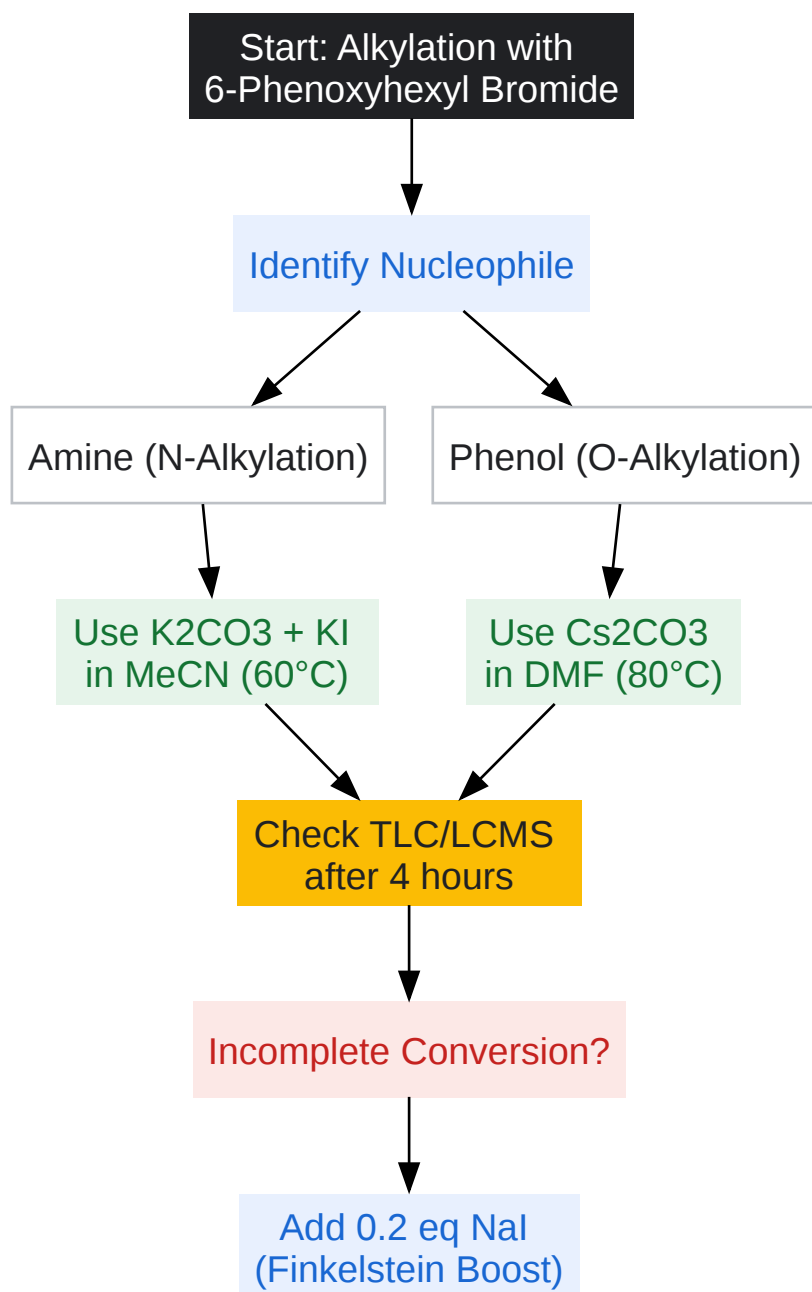 Start: Alkylation with
6-Phenoxyhexyl Bromide
Identify Nucleophile
Amine (N-Alkylation)
Phenol (O-Alkylation)
Use K2CO3 + KI
in MeCN (60°C)
Use Cs2CO3
in DMF (80°C)
Check TLC/LCMS
after 4 hours
Incomplete Conversion?
Add 0.2 eq NaI
(Finkelstein Boost)